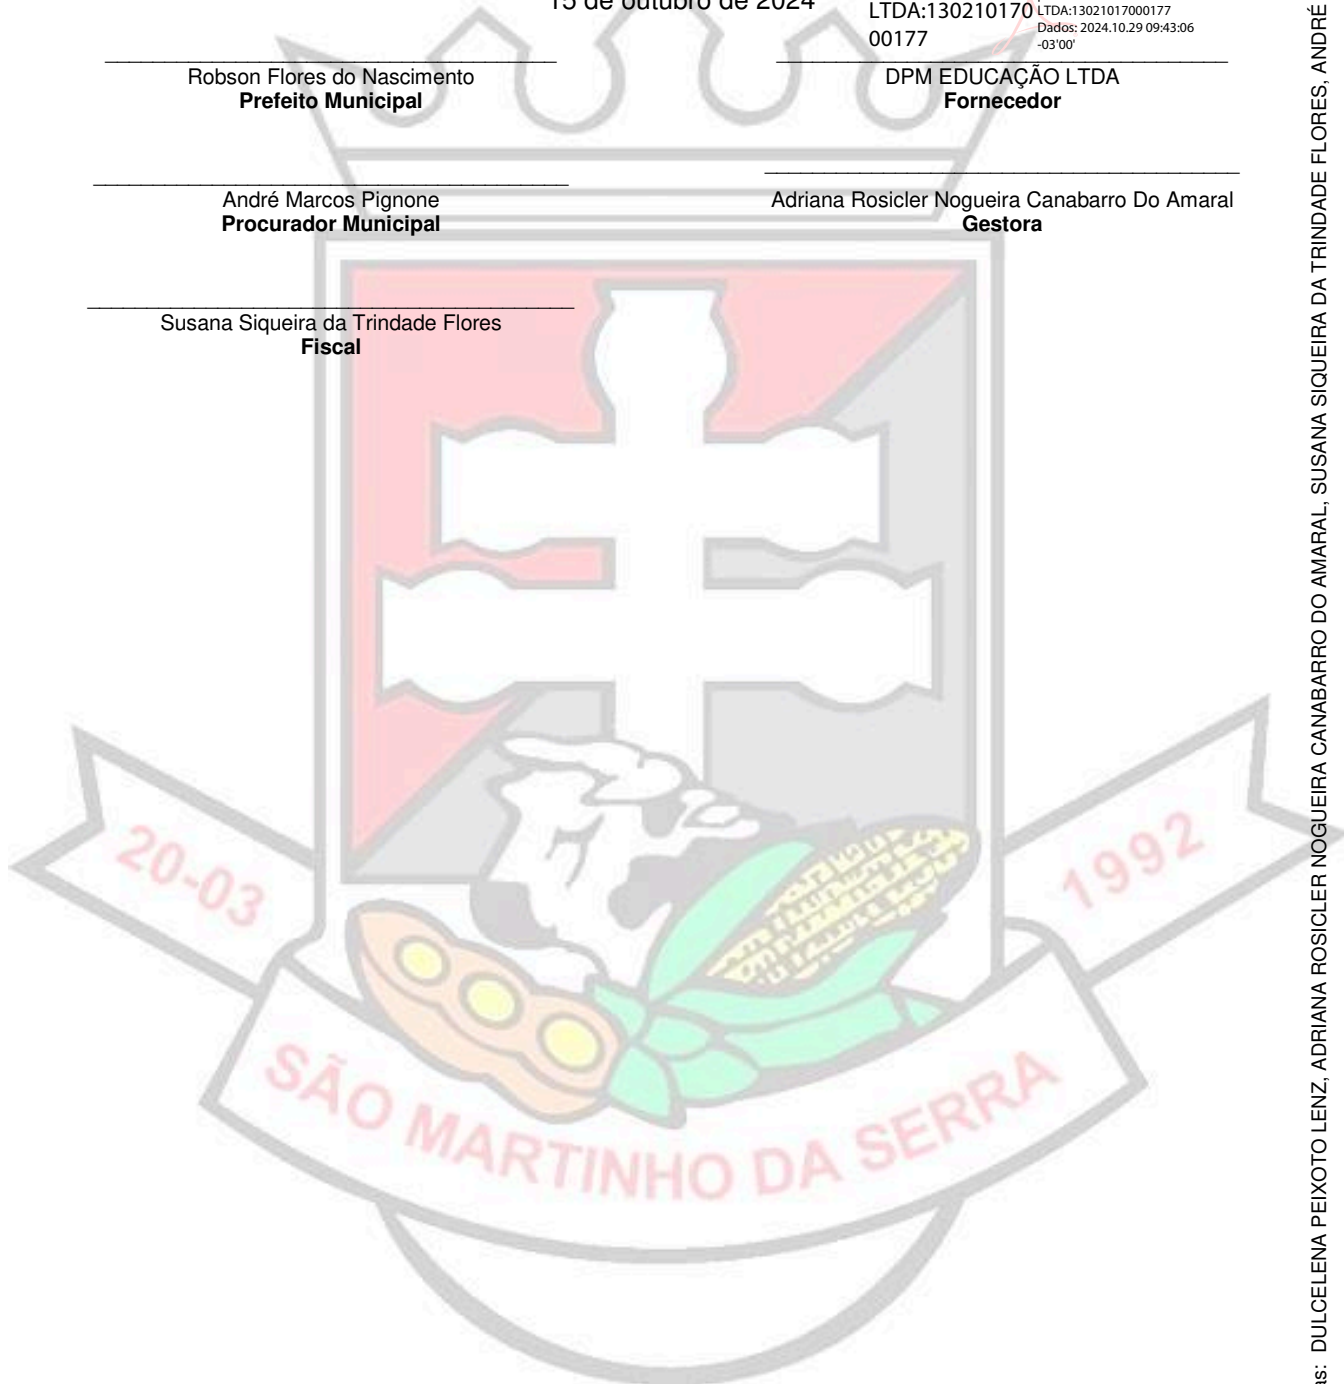 15 de outubro de 2024
LTDA:130210170
00177
LTDA:13021017000177
Dados: 2024.10.29 09:43:06
-03'00'
Robson Flores do Nascimento
Prefeito Municipal
DPM EDUCAÇÃO LTDA
Fornecedor
André Marcos Pignone
Procurador Municipal
Adriana Rosicler Nogueira Canabarro Do Amaral
Gestora
Susana Siqueira da Trindade Flores
Fiscal
20-03
1992
SÃO MARTINHO DA SERRA
as: DULCELENA PEIXOTO LENZ, ADRIANA ROSICLER NOGUEIRA CANABARRO DO AMARAL, SUSANA SIQUEIRA DA TRINDADE FLORES, ANDRÉ